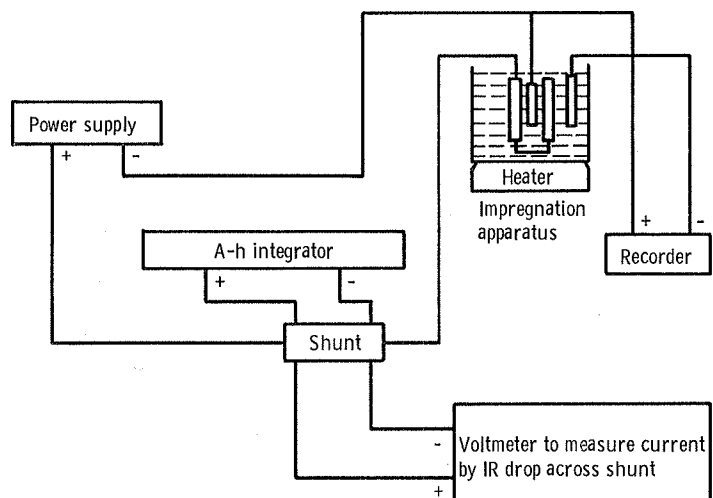 Power supply
+ -
Heater
Impregnation
apparatus
+ -
Recorder
A-h integrator
+ -
Shunt
-
Voltmeter to measure current
by IR drop across shunt
+